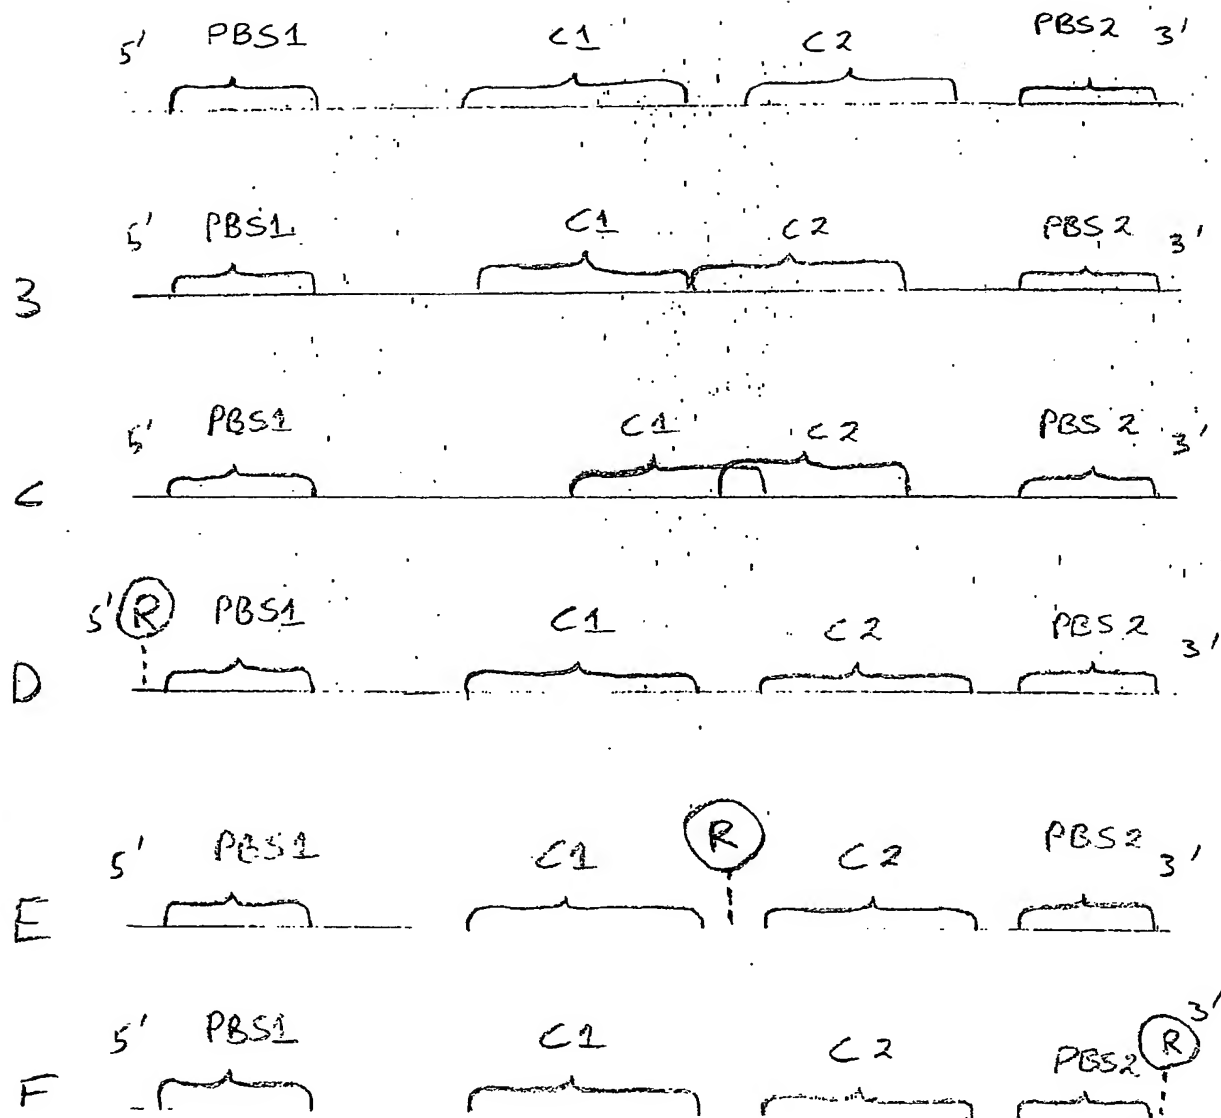 5' PBS1 C1 C2 PBS2 3'
5' PBS1 C1 C2 PBS2 3'
3
5' PBS1 C1 C2 PBS2 3'
C
5' R PBS1 C1 C2 PBS2 3'
D
5' PBS1 C1 R C2 PBS2 3'
E
5' PBS1 C1 C2 PBS2 R 3'
F